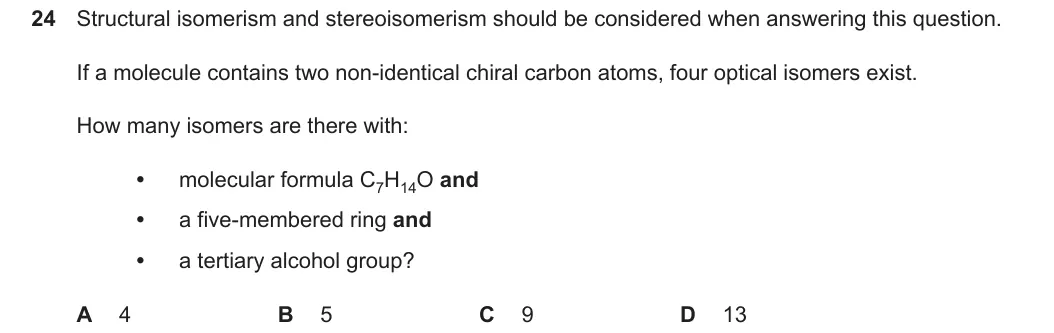 24 Structural isomerism and stereoisomerism should be considered when answering this question.
If a molecule contains two non-identical chiral carbon atoms, four optical isomers exist.
How many isomers are there with:
• molecular formula C₇H₁₄O and
• a five-membered ring and
• a tertiary alcohol group?
A 4 B 5 C 9 D 13